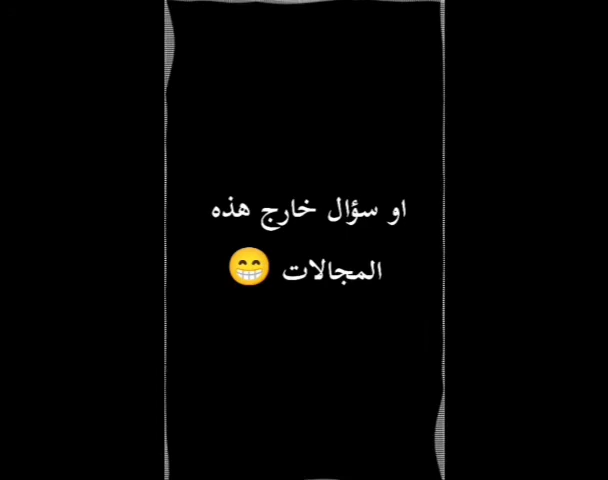 او سؤال خارج هذه
المجالات 😁